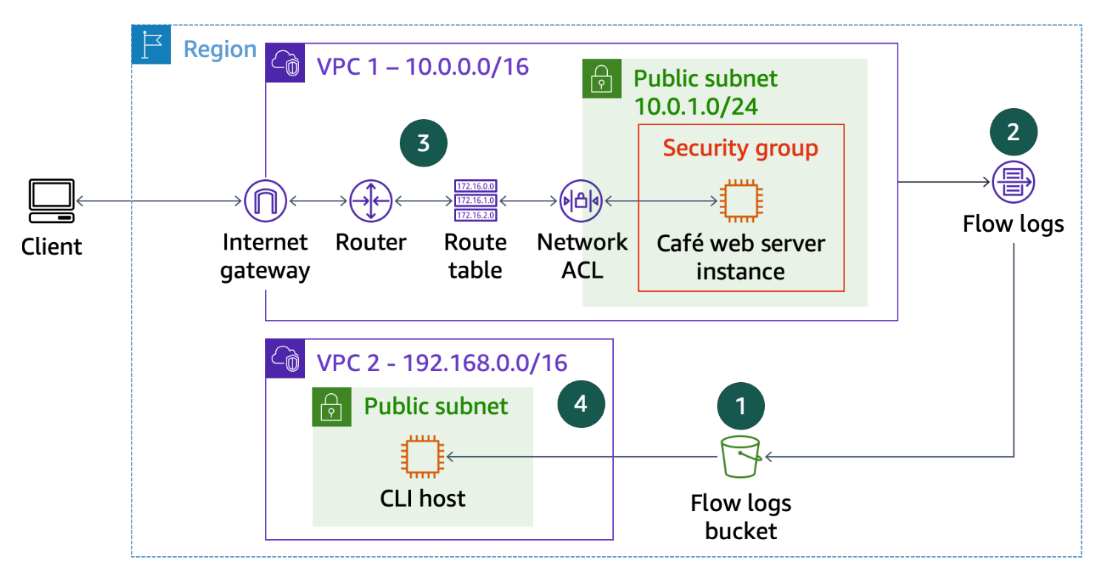 Region
VPC 1 – 10.0.0.0/16
Public subnet
10.0.1.0/24
2
3
Security group
172.16.0.0
172.16.1.0
172.16.2.0
Client
Internet
gateway
Router
Route
table
Network
ACL
Café web server
instance
Flow logs
VPC 2 - 192.168.0.0/16
Public subnet
4
1
CLI host
Flow logs
bucket